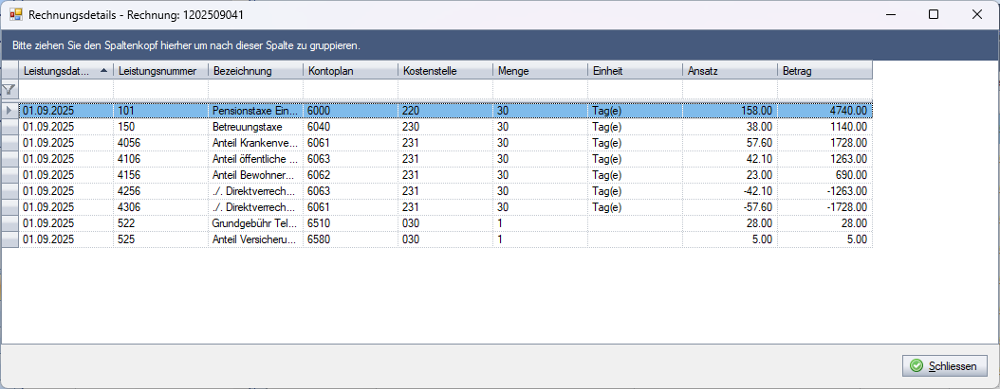 Rechnungsdetails - Rechnung: 1202509041
Bitte ziehen Sie den Spaltenkopf hierher um nach dieser Spalte zu gruppieren.
Leistungsdat... Leistungsnummer Bezeichnung Kontoplan Kostenstelle Menge Einheit Ansatz Betrag
01.09.2025 101 Pensionstaxe Ein... 6000 220 30 Tag(e) 158.00 4740.00
01.09.2025 150 Betreuungstaxe 6040 230 30 Tag(e) 38.00 1140.00
01.09.2025 4056 Anteil Krankenve... 6061 231 30 Tag(e) 57.60 1728.00
01.09.2025 4106 Anteil öffentliche ... 6063 231 30 Tag(e) 42.10 1263.00
01.09.2025 4156 Anteil Bewohner... 6062 231 30 Tag(e) 23.00 690.00
01.09.2025 4256 ./. Direktverrech... 6063 231 30 Tag(e) -42.10 -1263.00
01.09.2025 4306 ./. Direktverrech... 6061 231 30 Tag(e) -57.60 -1728.00
01.09.2025 522 Grundgebühr Tel... 6510 030 1 28.00 28.00
01.09.2025 525 Anteil Versicheru... 6580 030 1 5.00 5.00
Schliessen